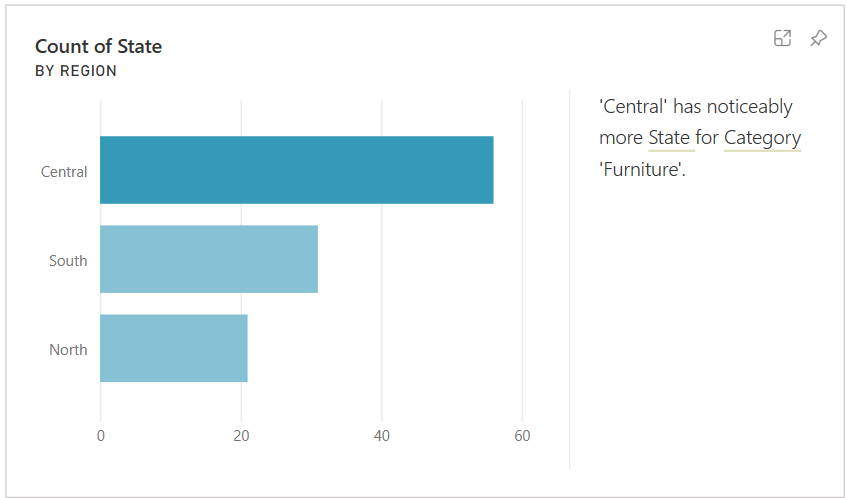 Count of State
BY REGION
'Central' has noticeably
more State for Category
'Furniture'.
Central
South
North
0 20 40 60